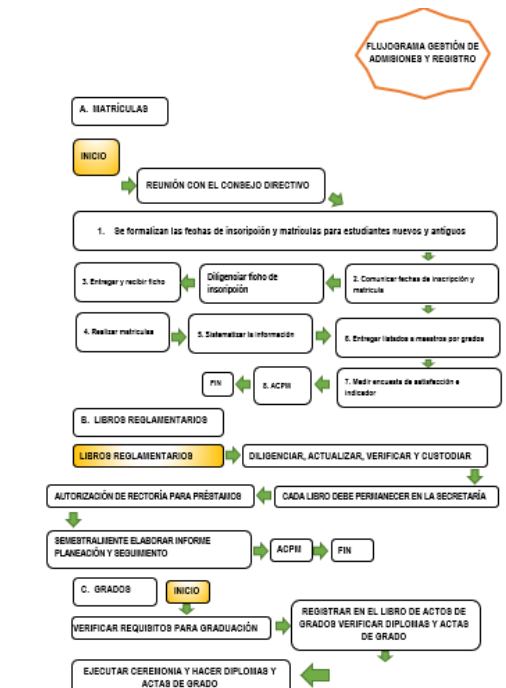 FLUJOGRAMA GESTIÓN DE
ADMISIONES Y REGISTRO
A. MATRÍCULAS
INICIO
REUNIÓN CON EL CONSEJO DIRECTIVO
1. Se formalizan las fechas de inscripción y matriculas para estudiantes nuevos y antiguos
2. Comunicar fechas de inscripción y
matricula
Diligenciar ficho de
inscripción
3. Entregar y recibir ficho
4. Realizar matriculas
5. Sistematizar la información
6. Entregar listados a maestros por grados
7. Medir encuesta de satisfacción e
indicador
8. ACPM
FIN
B. LIBROS REGLAMENTARIOS
LIBROS REGLAMENTARIOS
DILIGENCIAR, ACTUALIZAR, VERIFICAR Y CUSTODIAR
CADA LIBRO DEBE PERMANECER EN LA SECRETARÍA
AUTORIZACIÓN DE RECTORÍA PARA PRÉSTAMOS
SEMESTRALMENTE ELABORAR INFORME
PLANEACIÓN Y SEGUIMIENTO
ACPM
FIN
C. GRADOS
INICIO
VERIFICAR REQUISITOS PARA GRADUACIÓN
REGISTRAR EN EL LIBRO DE ACTOS DE
GRADOS VERIFICAR DIPLOMAS Y ACTAS
DE GRADO
EJECUTAR CEREMONIA Y HACER DIPLOMAS Y
ACTAS DE GRADO